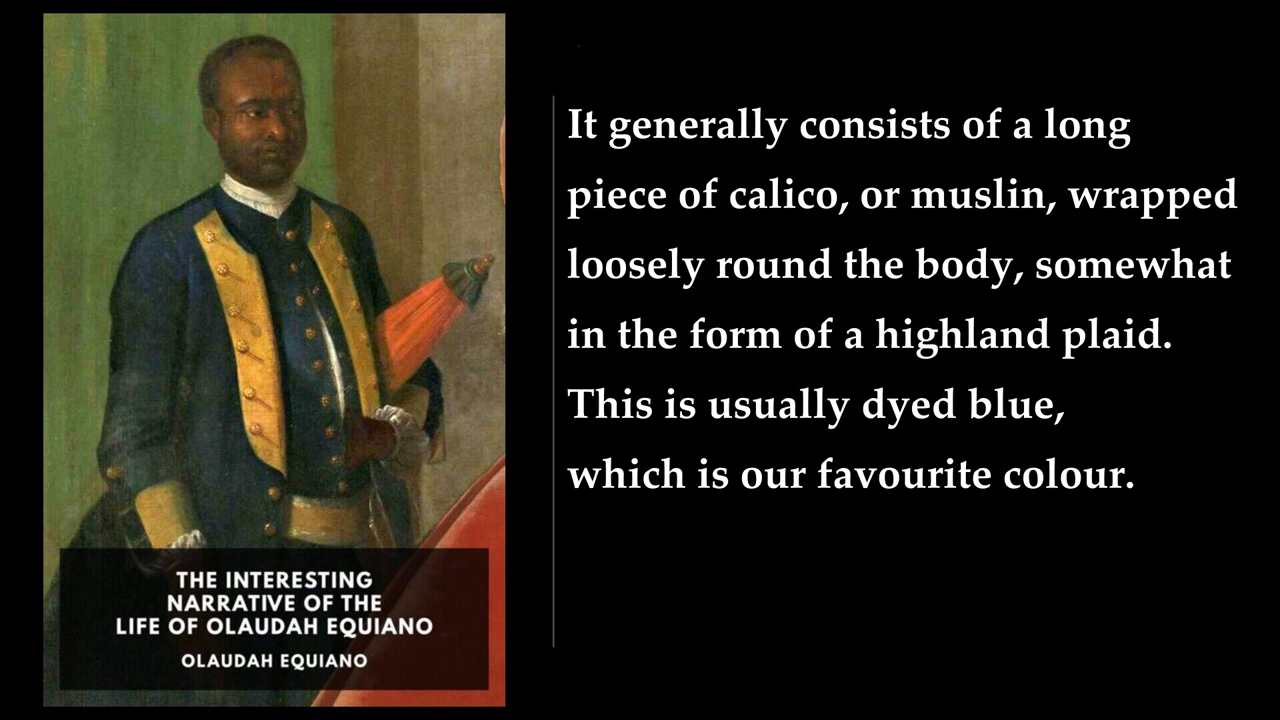 It generally consists of a long
piece of calico, or muslin, wrapped
loosely round the body, somewhat
in the form of a highland plaid.
This is usually dyed blue,
which is our favourite colour.
THE INTERESTING
NARRATIVE OF THE
LIFE OF OLAUDAH EQUIANO
OLAUDAH EQUIANO